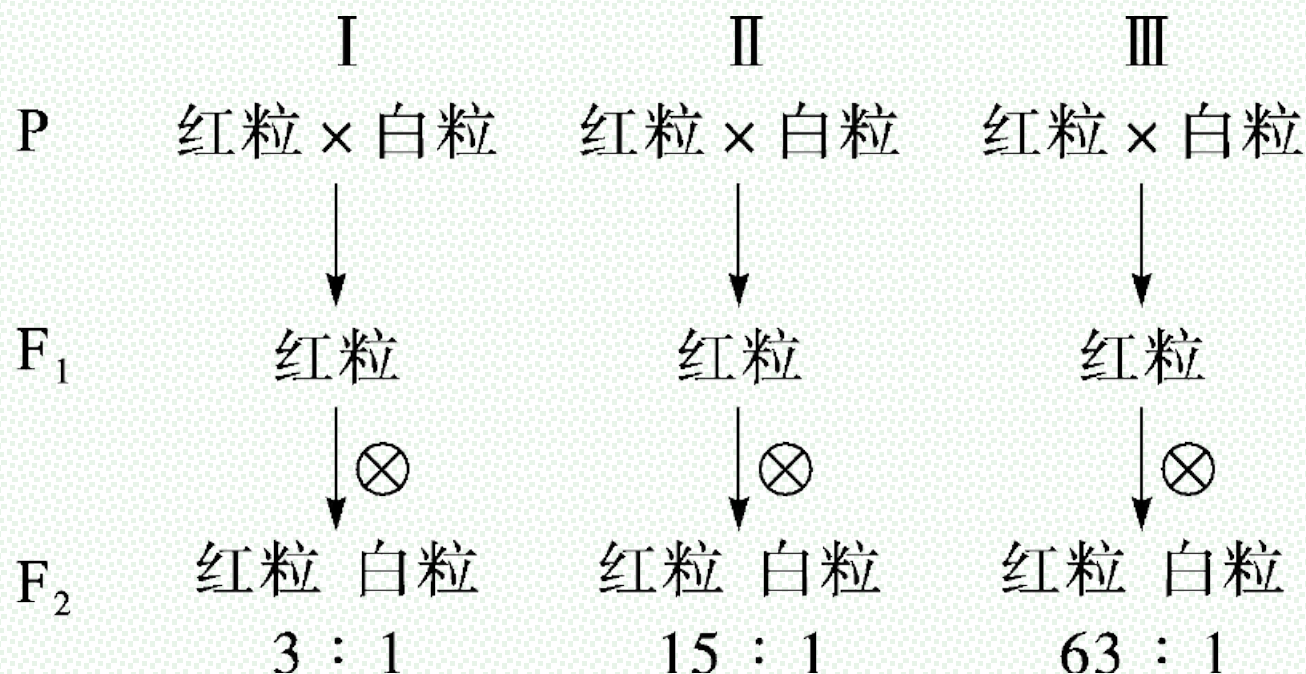 Ⅰ Ⅱ Ⅲ
P 红粒 × 白粒 红粒 × 白粒 红粒 × 白粒
F₁ 红粒 红粒 红粒
⊗ ⊗ ⊗
F₂ 红粒 白粒 红粒 白粒 红粒 白粒
3 : 1 15 : 1 63 : 1